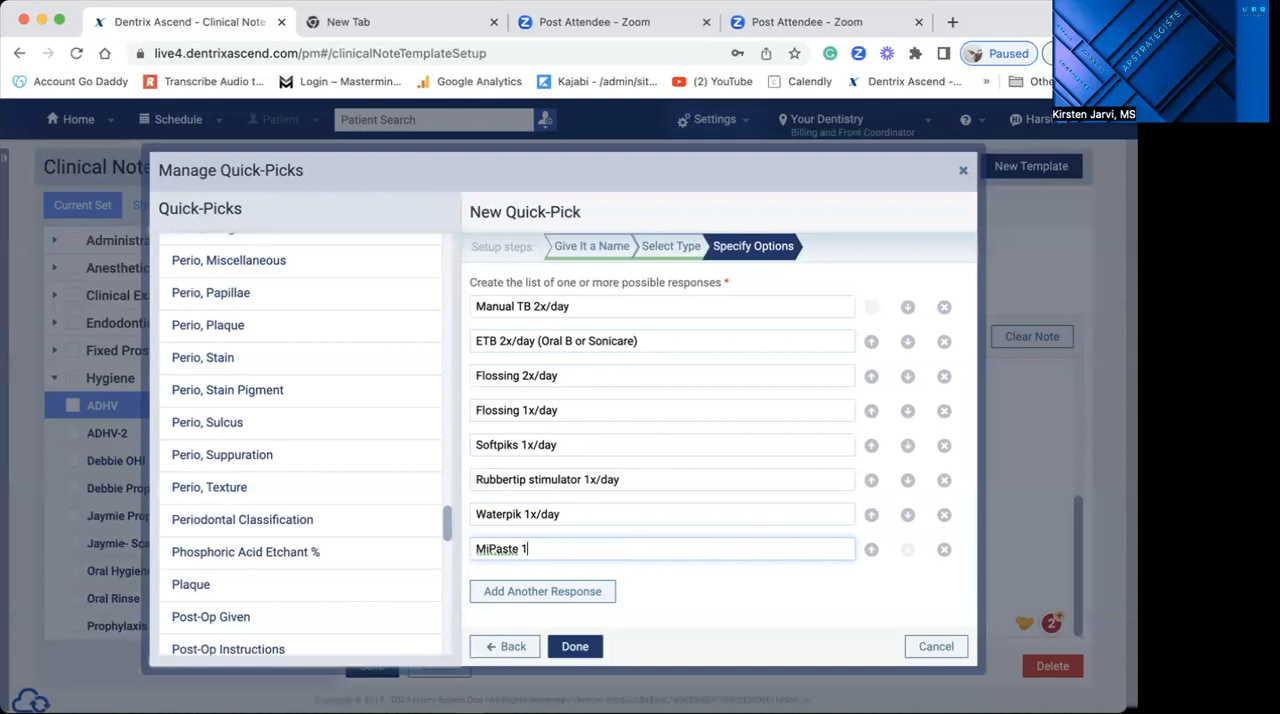 Dentrix Ascend - Clinical Note
New Tab
Post Attendee - Zoom
Post Attendee - Zoom
live4.dentrixascend.com/pm#/clinicalNoteTemplateSetup
Paused
Account Go Daddy
Transcribe Audio t...
Login – Mastermin...
Google Analytics
Kajabi - /admin/sit...
(2) YouTube
Calendly
Dentrix Ascend -...
»
APSTRATEGISTS
Kirsten Jarvi, MS
Home
Schedule
Patient
Patient Search
Settings
Your Dentistry
Billing and Front Coordinator
Clinical
New Template
Current Set
Manage Quick-Picks
Quick-Picks
Perio, Miscellaneous
Perio, Papillae
Perio, Plaque
Perio, Stain
Perio, Stain Pigment
Perio, Sulcus
Perio, Suppuration
Perio, Texture
Periodontal Classification
Phosphoric Acid Etchant %
Plaque
Post-Op Given
Post-Op Instructions
New Quick-Pick
Setup steps:
Give It a Name
Select Type
Specify Options
Create the list of one or more possible responses *
Manual TB 2x/day
ETB 2x/day (Oral B or Sonicare)
Flossing 2x/day
Flossing 1x/day
Softpiks 1x/day
Rubbertip stimulator 1x/day
Waterpik 1x/day
MiPaste 1
Add Another Response
← Back
Done
Cancel
Administra
Anesthetic
Clinical Ex
Endodont
Fixed Pros
Hygiene
ADHV
ADHV-2
Debbie OHI
Debbie Pro
Jaymie Pro
Jaymie- Sc
Oral Hygien
Oral Rinse
Prophylaxis
Clear Note
2
Delete